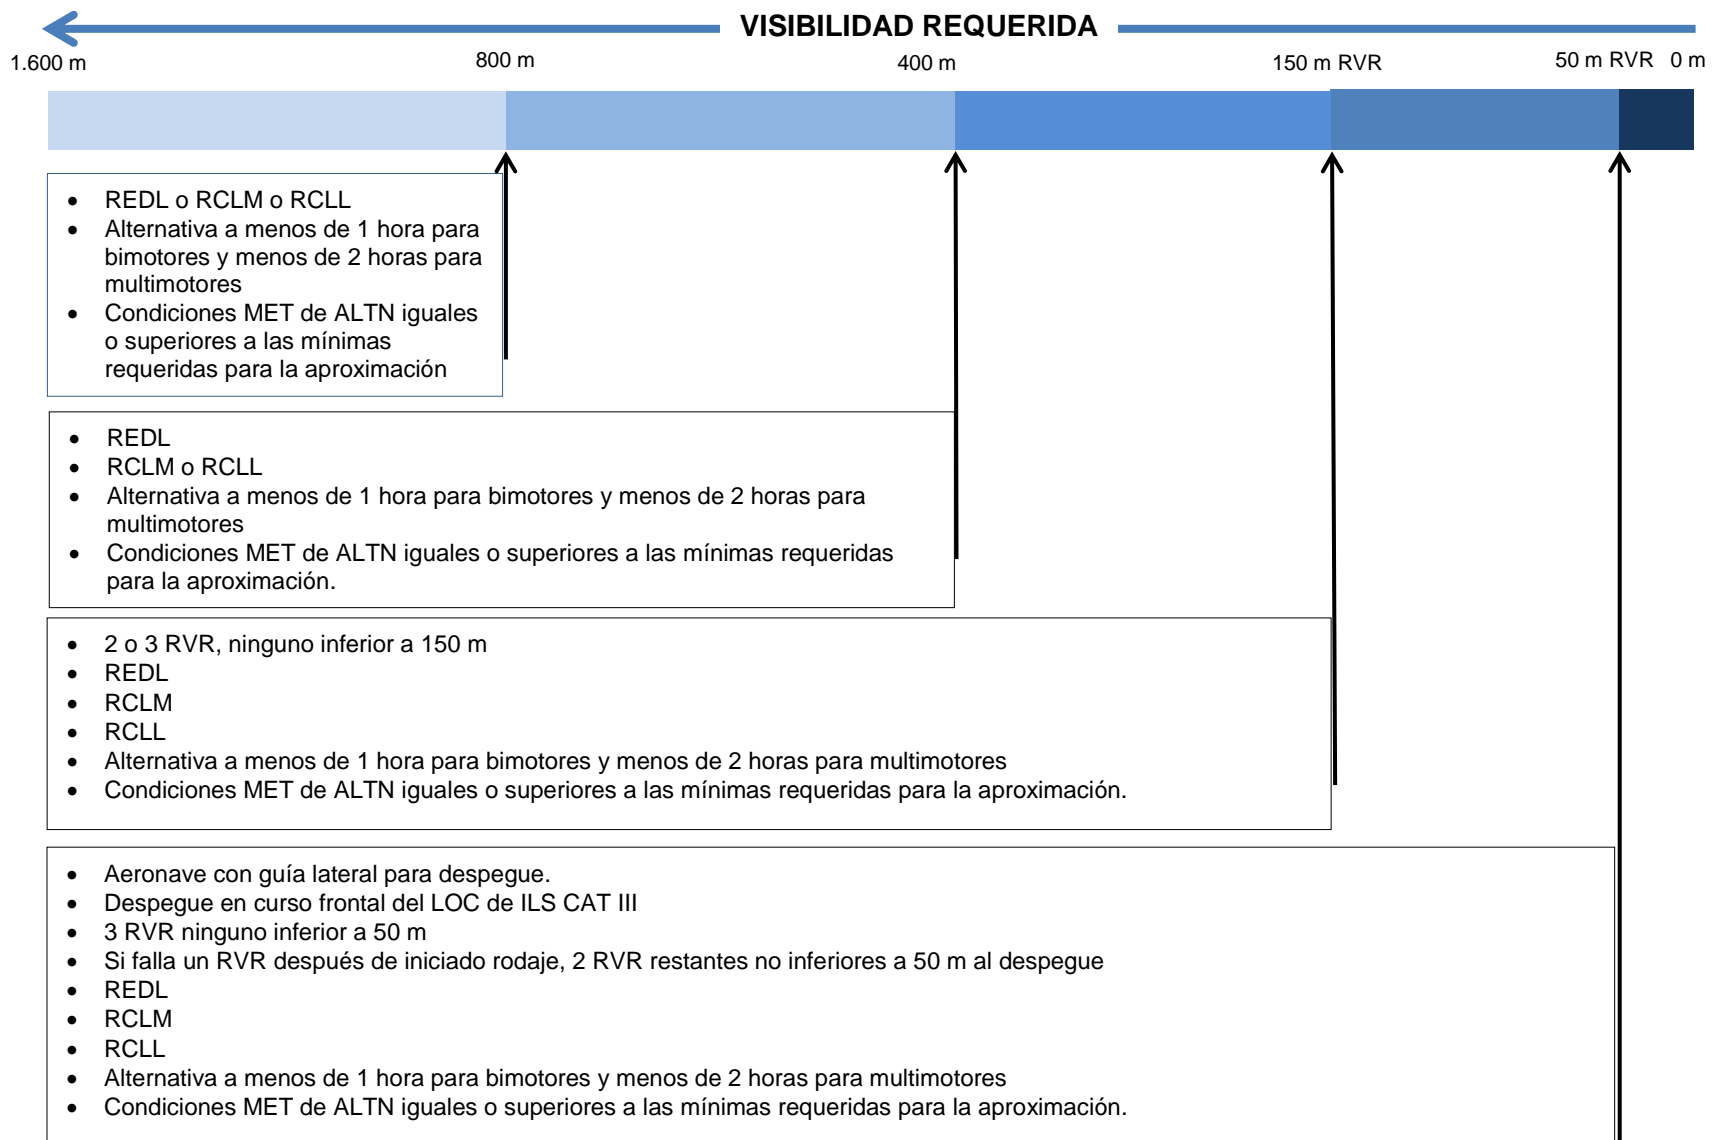 VISIBILIDAD REQUERIDA
1.600 m 800 m 400 m 150 m RVR 50 m RVR 0 m
• REDL o RCLM o RCLL
• Alternativa a menos de 1 hora para
bimotores y menos de 2 horas para
multimotores
• Condiciones MET de ALTN iguales
o superiores a las mínimas
requeridas para la aproximación
• REDL
• RCLM o RCLL
• Alternativa a menos de 1 hora para bimotores y menos de 2 horas para
multimotores
• Condiciones MET de ALTN iguales o superiores a las mínimas requeridas
para la aproximación.
• 2 o 3 RVR, ninguno inferior a 150 m
• REDL
• RCLM
• RCLL
• Alternativa a menos de 1 hora para bimotores y menos de 2 horas para multimotores
• Condiciones MET de ALTN iguales o superiores a las mínimas requeridas para la aproximación.
• Aeronave con guía lateral para despegue.
• Despegue en curso frontal del LOC de ILS CAT III
• 3 RVR ninguno inferior a 50 m
• Si falla un RVR después de iniciado rodaje, 2 RVR restantes no inferiores a 50 m al despegue
• REDL
• RCLM
• RCLL
• Alternativa a menos de 1 hora para bimotores y menos de 2 horas para multimotores
• Condiciones MET de ALTN iguales o superiores a las mínimas requeridas para la aproximación.